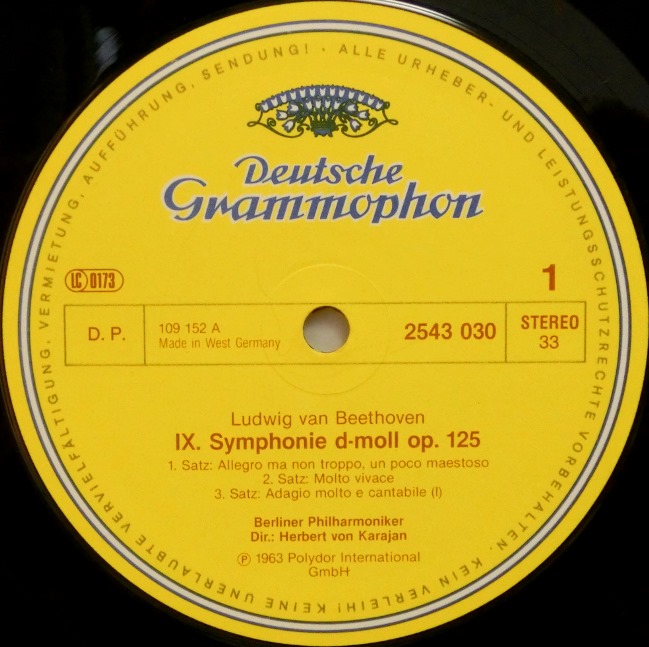 ALLE URHEBER- UND LEISTUNGSSCHUTZRECHTE VORBEHALTEN. KEIN VERLEIH! KEINE UNERLAUBTE VERVIELFÄLTIGUNG, VERMIETUNG, AUFFÜHRUNG, SENDUNG! ·
Deutsche
Grammophon
LC 0173
1
D. P.
109 152 A
Made in West Germany
2543 030
STEREO
33
Ludwig van Beethoven
IX. Symphonie d-moll op. 125
1. Satz: Allegro ma non troppo, un poco maestoso
2. Satz: Molto vivace
3. Satz: Adagio molto e cantabile (I)
Berliner Philharmoniker
Dir.: Herbert von Karajan
℗ 1963 Polydor International
GmbH